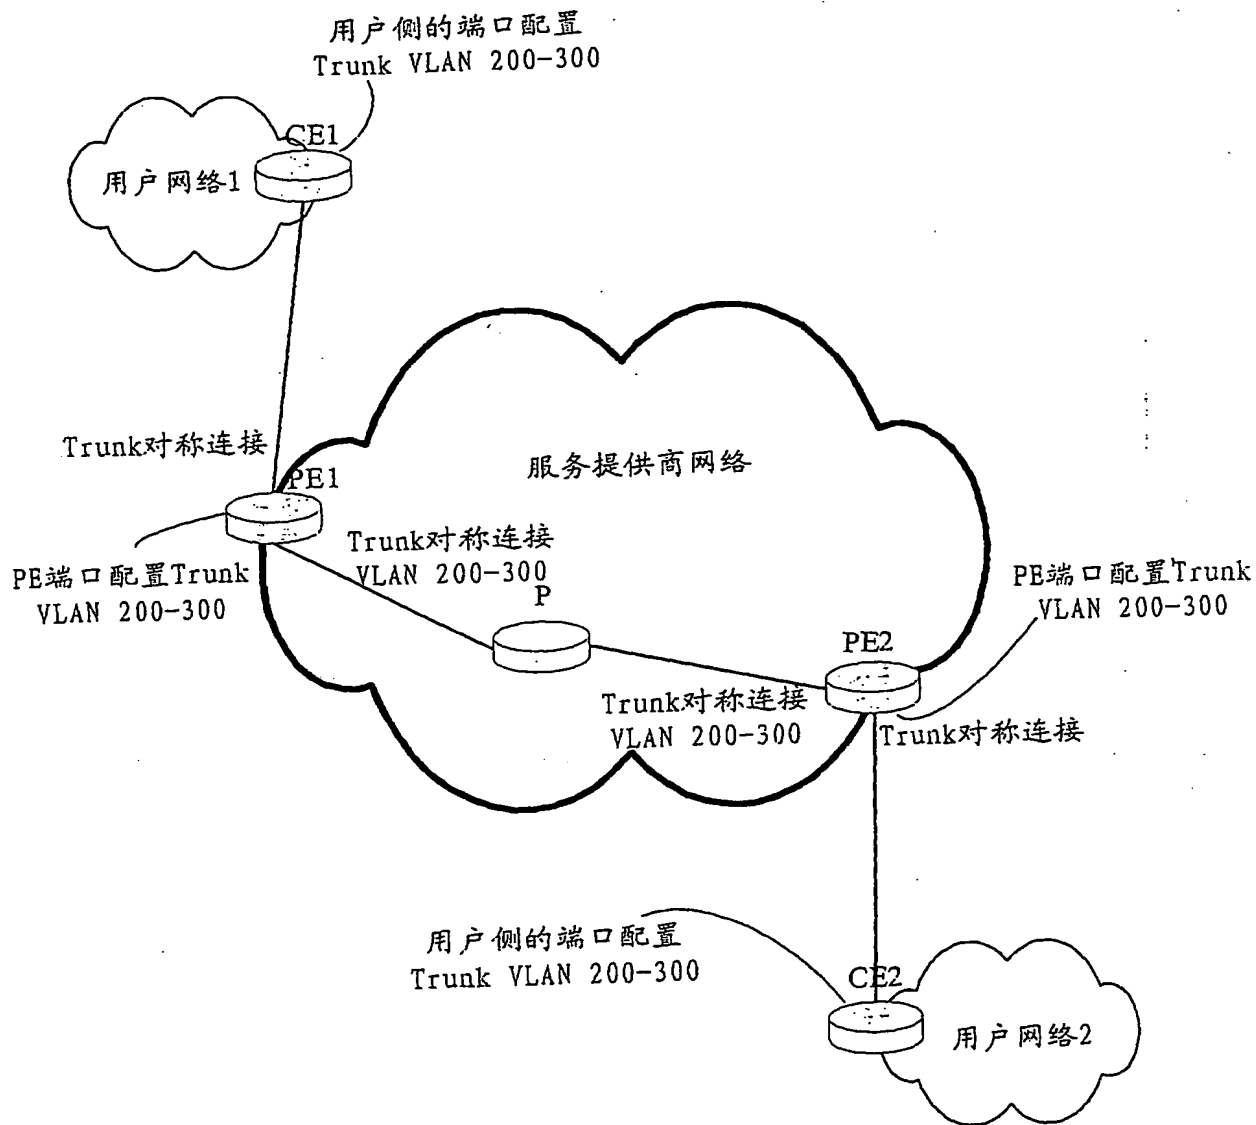 用户侧的端口配置
Trunk VLAN 200-300
CE1
用户网络1
Trunk对称连接
服务提供商网络
PE1
Trunk对称连接
VLAN 200-300
PE端口配置Trunk
VLAN 200-300
P
PE端口配置Trunk
VLAN 200-300
PE2
Trunk对称连接
VLAN 200-300
Trunk对称连接
用户侧的端口配置
Trunk VLAN 200-300
CE2
用户网络2